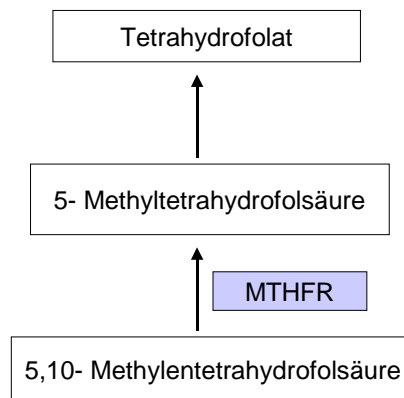 Tetrahydrofolat
5- Methyltetrahydrofolsäure
MTHFR
5,10- Methylentetrahydrofolsäure